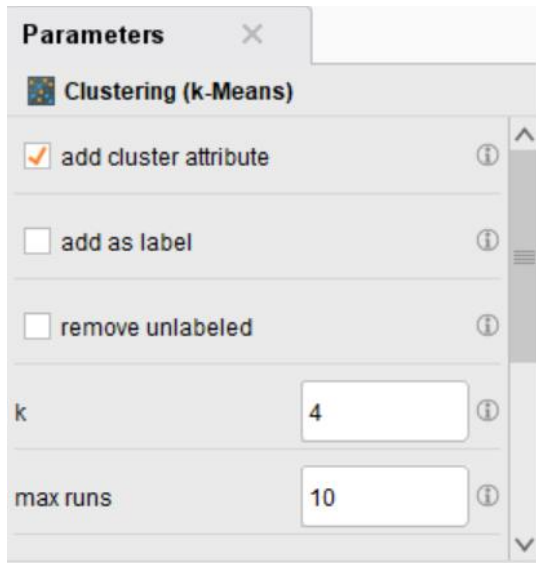 Parameters
Clustering (k-Means)
add cluster attribute
add as label
remove unlabeled
k 4
max runs 10